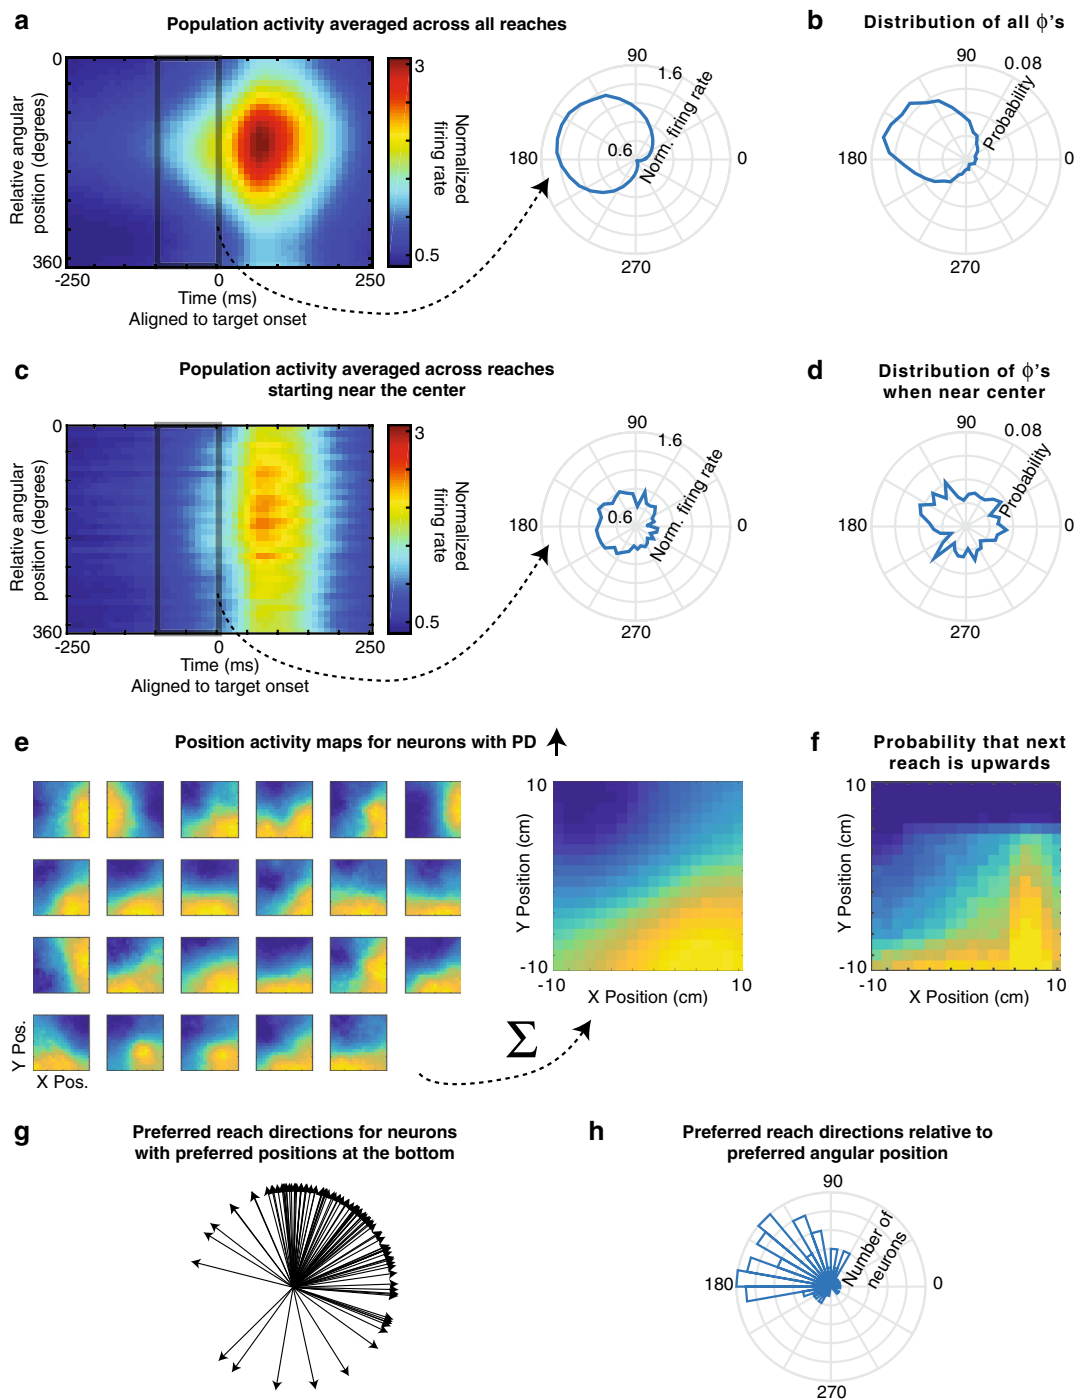 a
Population activity averaged across all reaches
0
360
Relative angular
position (degrees)
-250
0
250
Time (ms)
Aligned to target onset
3
0.5
Normalized
firing rate
90
1.6
180
0.6
0
270
Norm. firing rate
b
Distribution of all ϕ's
90
0.08
180
0
270
Probability
c
Population activity averaged across reaches
starting near the center
0
360
Relative angular
position (degrees)
-250
0
250
Time (ms)
Aligned to target onset
3
0.5
Normalized
firing rate
90
1.6
180
0.6
0
270
Norm. firing rate
d
Distribution of ϕ's
when near center
90
0.08
180
0
270
Probability
e
Position activity maps for neurons with PD
Y Pos.
X Pos.
Σ
10
-10
Y Position (cm)
-10
10
X Position (cm)
f
Probability that next
reach is upwards
10
-10
Y Position (cm)
-10
10
X Position (cm)
g
Preferred reach directions for neurons
with preferred positions at the bottom
h
Preferred reach directions relative to
preferred angular position
90
180
0
270
Number of
neurons